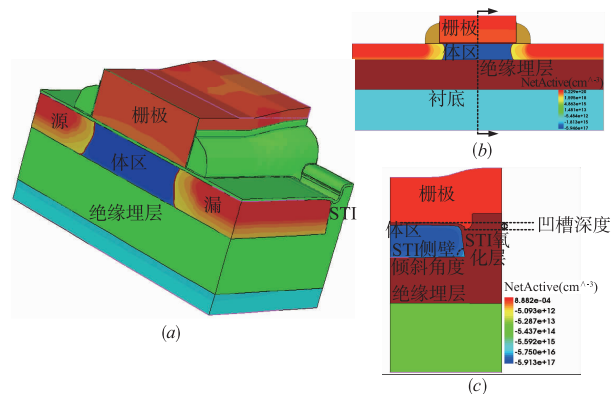 源
栅极
体区
漏
绝缘埋层
STI
(a)
栅极
体区
绝缘埋层
衬底
NetActive(cm^-3)
(b)
栅极
体区
凹槽深度
STI侧壁
STI氧
化层
倾斜角度
绝缘埋层
NetActive(cm^-3)
8.882e-04
-5.093e+12
-5.287e+13
-5.437e+14
-5.592e+15
-5.750e+16
-5.913e+17
(c)